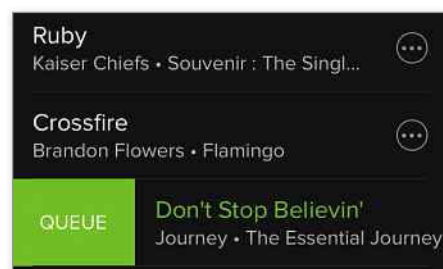 Ruby
Kaiser Chiefs • Souvenir : The Singl...
Crossfire
Brandon Flowers • Flamingo
QUEUE
Don't Stop Believin'
Journey • The Essential Journey